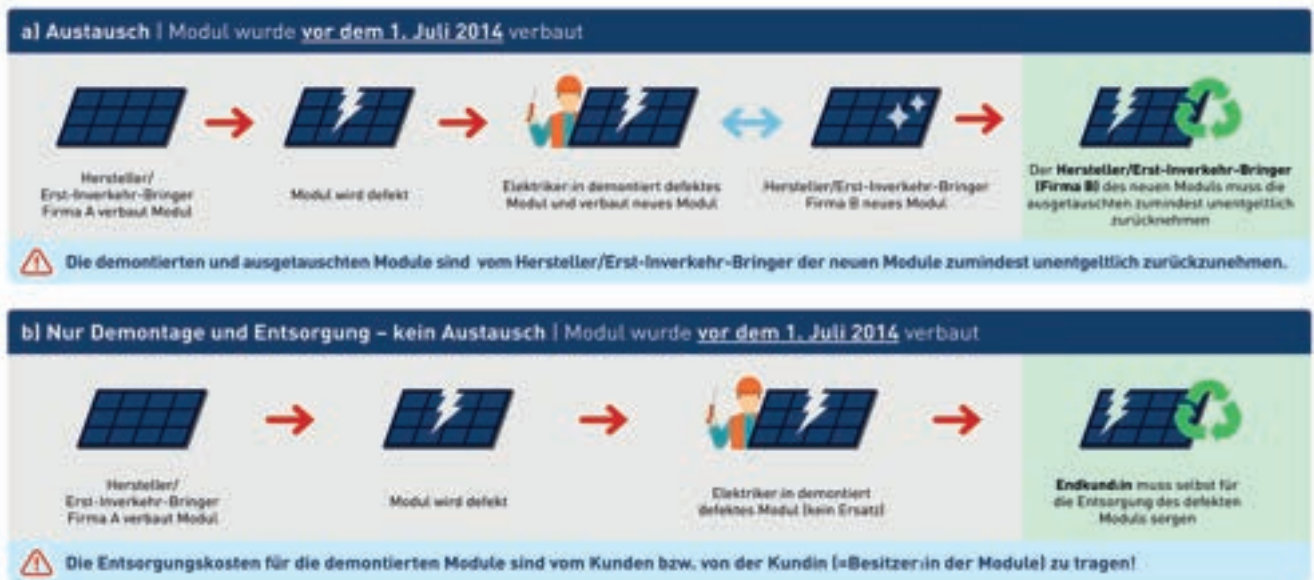 a) Austausch | Modul wurde vor dem 1. Juli 2014 verbaut
Hersteller/
Erst-Inverkehr-Bringer
Firma A verbaut Modul
Modul wird defekt
Elektriker:in demontiert defektes
Modul und verbaut neues Modul
Hersteller/Erst-Inverkehr-Bringer
Firma B neues Modul
Der Hersteller/Erst-Inverkehr-Bringer
(Firma B) des neuen Moduls muss die
ausgetauschten zumindest unentgeltlich
zurücknehmen
Die demontierten und ausgetauschten Module sind vom Hersteller/Erst-Inverkehr-Bringer der neuen Module zumindest unentgeltlich zurückzunehmen.
b) Nur Demontage und Entsorgung – kein Austausch | Modul wurde vor dem 1. Juli 2014 verbaut
Hersteller/
Erst-Inverkehr-Bringer
Firma A verbaut Modul
Modul wird defekt
Elektriker:in demontiert
defektes Modul (kein Ersatz)
Endkund:in muss selbst für
die Entsorgung des defekten
Moduls sorgen
Die Entsorgungskosten für die demontierten Module sind vom Kunden bzw. von der Kundin (=Besitzer:in der Module) zu tragen!